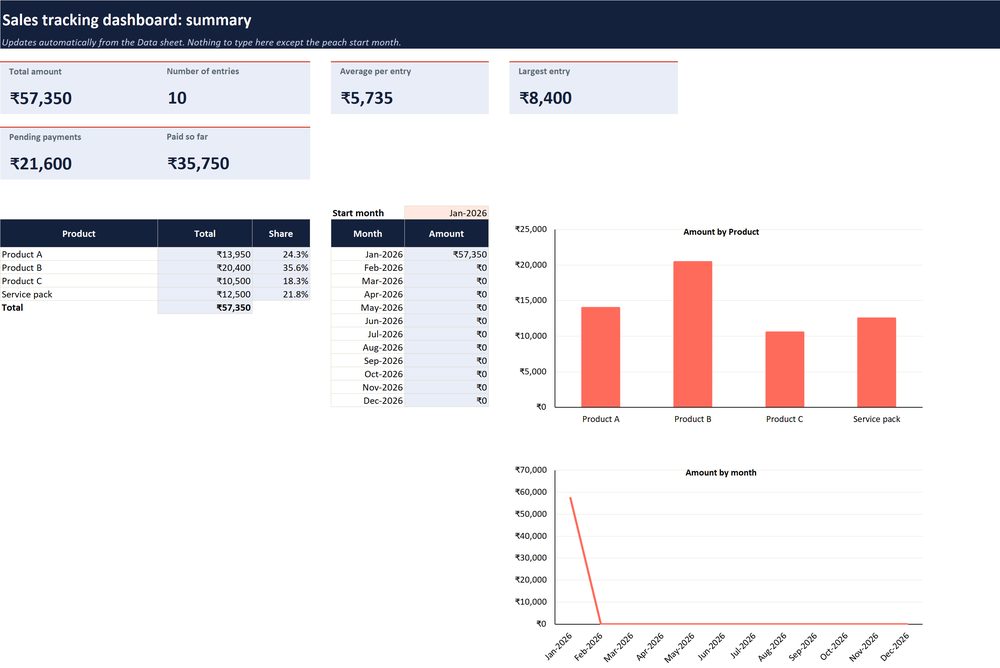 Sales tracking dashboard: summary
Updates automatically from the Data sheet. Nothing to type here except the peach start month.
Total amount Number of entries Average per entry Largest entry
₹57,350 10 ₹5,735 ₹8,400
Pending payments Paid so far
₹21,600 ₹35,750
Start month Jan-2026
Product Total Share
Product A ₹13,950 24.3%
Product B ₹20,400 35.6%
Product C ₹10,500 18.3%
Service pack ₹12,500 21.8%
Total ₹57,350
Month Amount
Jan-2026 ₹57,350
Feb-2026 ₹0
Mar-2026 ₹0
Apr-2026 ₹0
May-2026 ₹0
Jun-2026 ₹0
Jul-2026 ₹0
Aug-2026 ₹0
Sep-2026 ₹0
Oct-2026 ₹0
Nov-2026 ₹0
Dec-2026 ₹0
Amount by Product
₹25,000
₹20,000
₹15,000
₹10,000
₹5,000
₹0
Product A Product B Product C Service pack
Amount by month
₹70,000
₹60,000
₹50,000
₹40,000
₹30,000
₹20,000
₹10,000
₹0
Jan-2026 Feb-2026 Mar-2026 Apr-2026 May-2026 Jun-2026 Jul-2026 Aug-2026 Sep-2026 Oct-2026 Nov-2026 Dec-2026